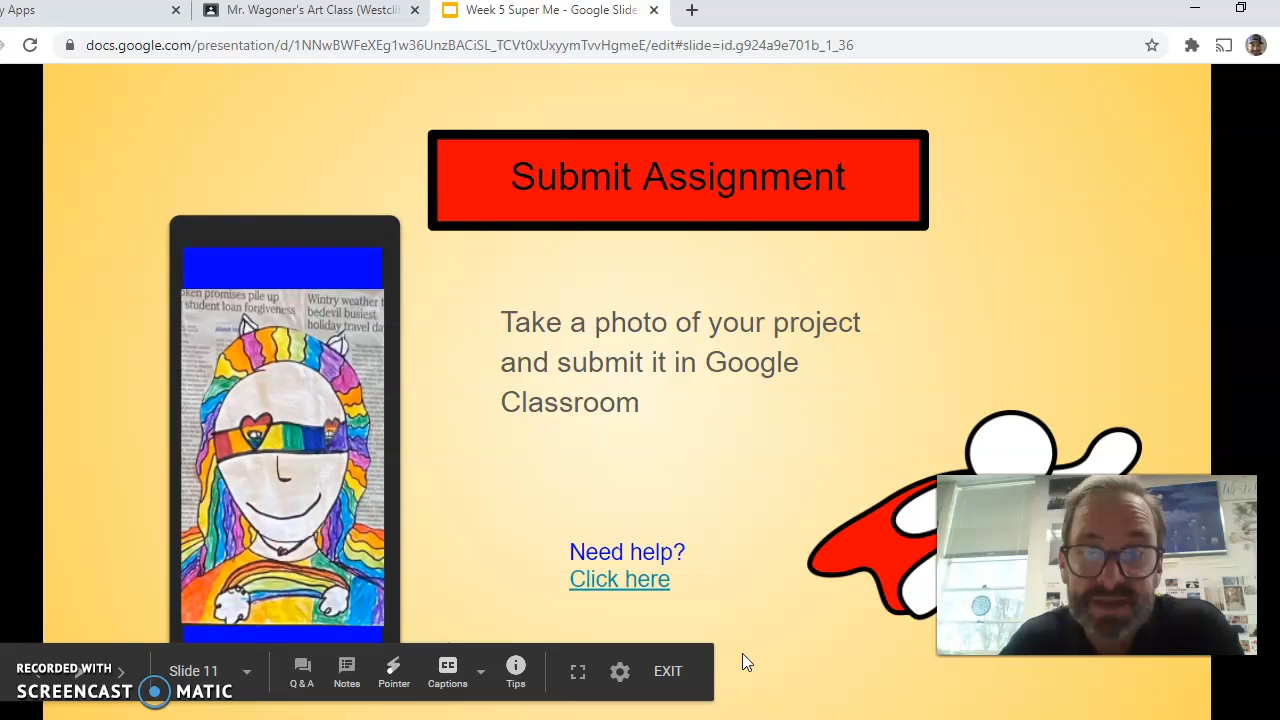 y Apps
Mr. Wagoner's Art Class (Westcli
Week 5 Super Me - Google Slide
docs.google.com/presentation/d/1NNwBWFeXEg1w36UnzBACiSL_TCVt0xUxyymTvvHgmeE/edit#slide=id.g924a9e701b_1_36
Submit Assignment
oken promises pile up
student loan forgiveness
Wintry weather t
bedevil busiest
holiday travel da
Take a photo of your project
and submit it in Google
Classroom
Need help?
Click here
RECORDED WITH
SCREENCAST MATIC
Slide 11
Q & A
Notes
Pointer
Captions
Tips
EXIT